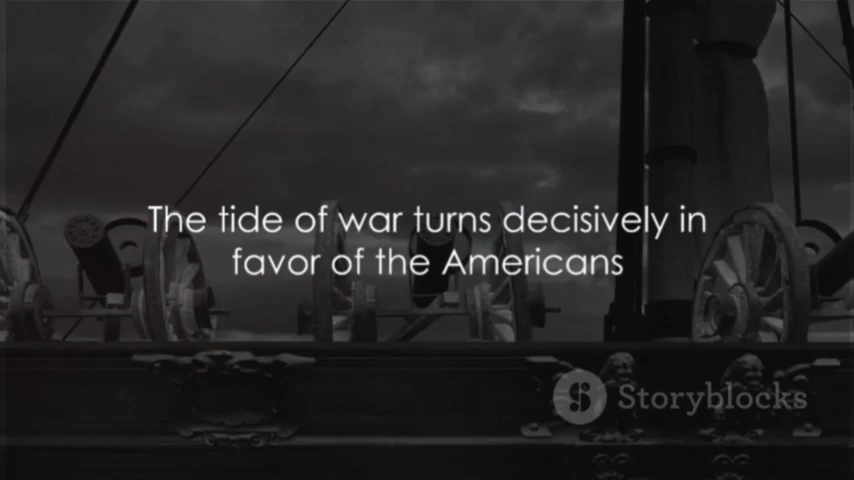 The tide of war turns decisively in
favor of the Americans
Storyblocks